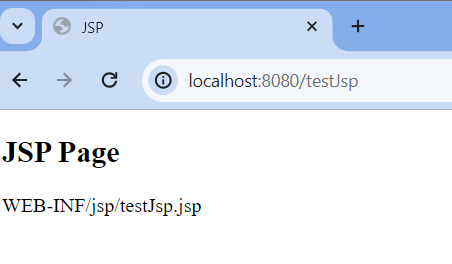 JSP
localhost:8080/testJsp
JSP Page
WEB-INF/jsp/testJsp.jsp